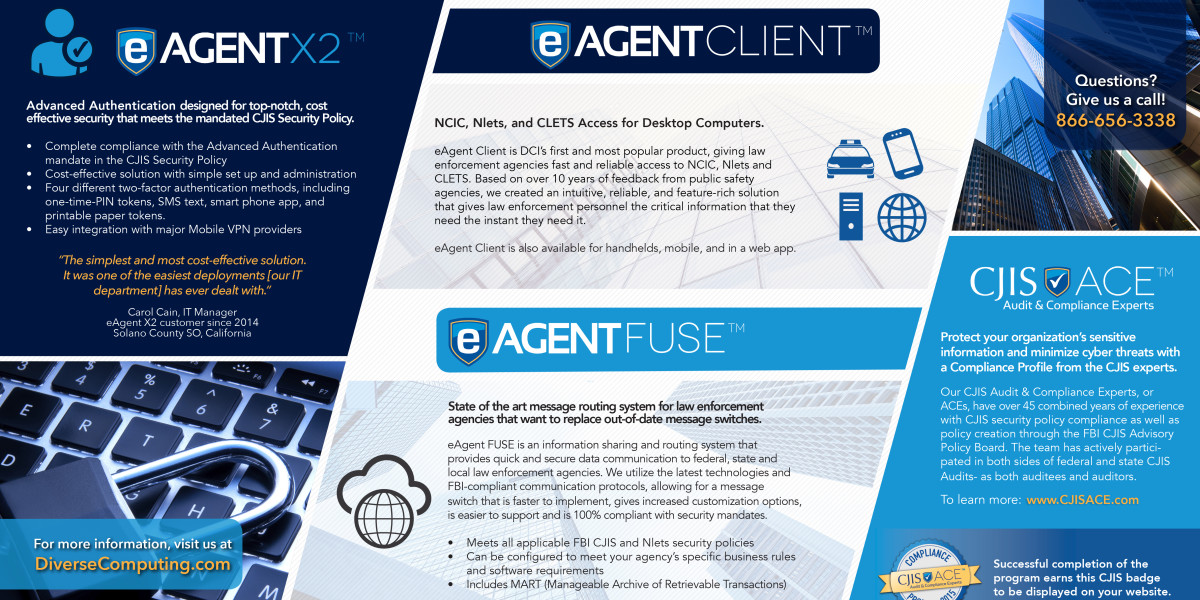 eAGENTX2™
Advanced Authentication designed for top-notch, cost
effective security that meets the mandated CJIS Security Policy.
• Complete compliance with the Advanced Authentication
mandate in the CJIS Security Policy
• Cost-effective solution with simple set up and administration
• Four different two-factor authentication methods, including
one-time-PIN tokens, SMS text, smart phone app, and
printable paper tokens.
• Easy integration with major Mobile VPN providers
“The simplest and most cost-effective solution.
It was one of the easiest deployments [our IT
department] has ever dealt with.”
Carol Cain, IT Manager
eAgent X2 customer since 2014
Solano County SO, California
3
$
4
%
5
^
6
&
7
F6
F7
E
R
T
D
N
For more information, visit us at
DiverseComputing.com
eAGENTCLIENT™
NCIC, Nlets, and CLETS Access for Desktop Computers.
eAgent Client is DCI’s first and most popular product, giving law
enforcement agencies fast and reliable access to NCIC, Nlets and
CLETS. Based on over 10 years of feedback from public safety
agencies, we created an intuitive, reliable, and feature-rich solution
that gives law enforcement personnel the critical information that they
need the instant they need it.
eAgent Client is also available for handhelds, mobile, and in a web app.
eAGENTFUSE™
State of the art message routing system for law enforcement
agencies that want to replace out-of-date message switches.
eAgent FUSE is an information sharing and routing system that
provides quick and secure data communication to federal, state and
local law enforcement agencies. We utilize the latest technologies and
FBI-compliant communication protocols, allowing for a message
switch that is faster to implement, gives increased customization options,
is easier to support and is 100% compliant with security mandates.
• Meets all applicable FBI CJIS and Nlets security policies
• Can be configured to meet your agency’s specific business rules
and software requirements
• Includes MART (Manageable Archive of Retrievable Transactions)
Questions?
Give us a call!
866-656-3338
CJIS ACE™
Audit & Compliance Experts
Protect your organization’s sensitive
information and minimize cyber threats with
a Compliance Profile from the CJIS experts.
Our CJIS Audit & Compliance Experts, or
ACEs, have over 45 combined years of experience
with CJIS security policy compliance as well as
policy creation through the FBI CJIS Advisory
Policy Board. The team has actively partici-
pated in both sides of federal and state CJIS
Audits- as both auditees and auditors.
To learn more: www.CJISACE.com
COMPLIANCE
CJIS ACE
Audit & Compliance Experts
2015
Successful completion of the
program earns this CJIS badge
to be displayed on your website.